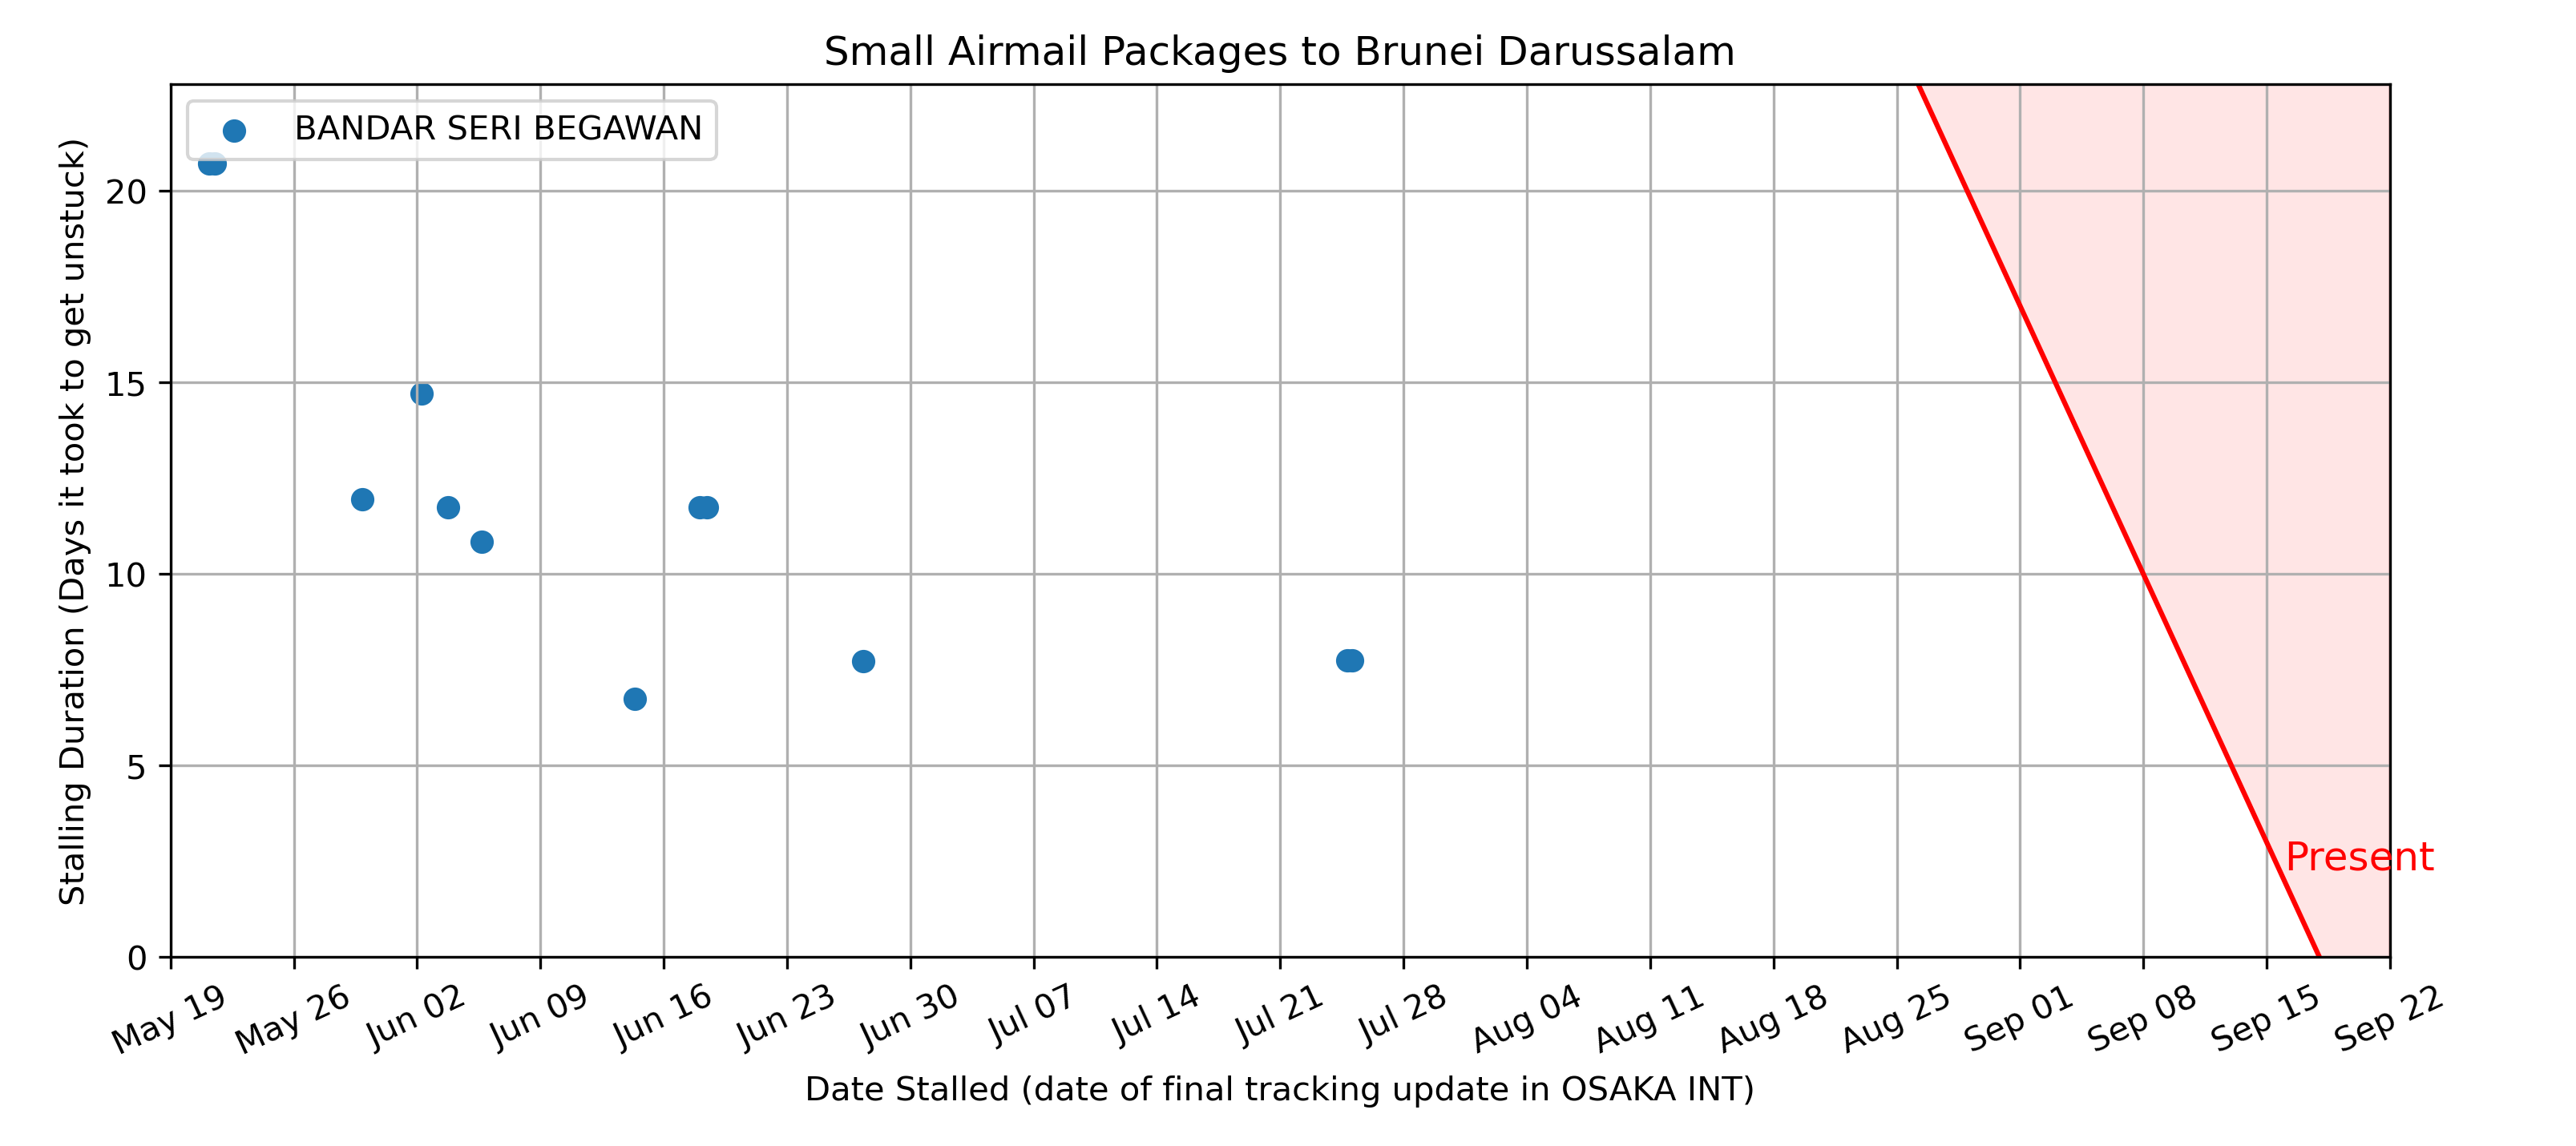 Small Airmail Packages to Brunei Darussalam
BANDAR SERI BEGAWAN
Stalling Duration (Days it took to get unstuck)
20
15
10
5
0
Present
May 19
May 26
Jun 02
Jun 09
Jun 16
Jun 23
Jun 30
Jul 07
Jul 14
Jul 21
Jul 28
Aug 04
Aug 11
Aug 18
Aug 25
Sep 01
Sep 08
Sep 15
Sep 22
Date Stalled (date of final tracking update in OSAKA INT)